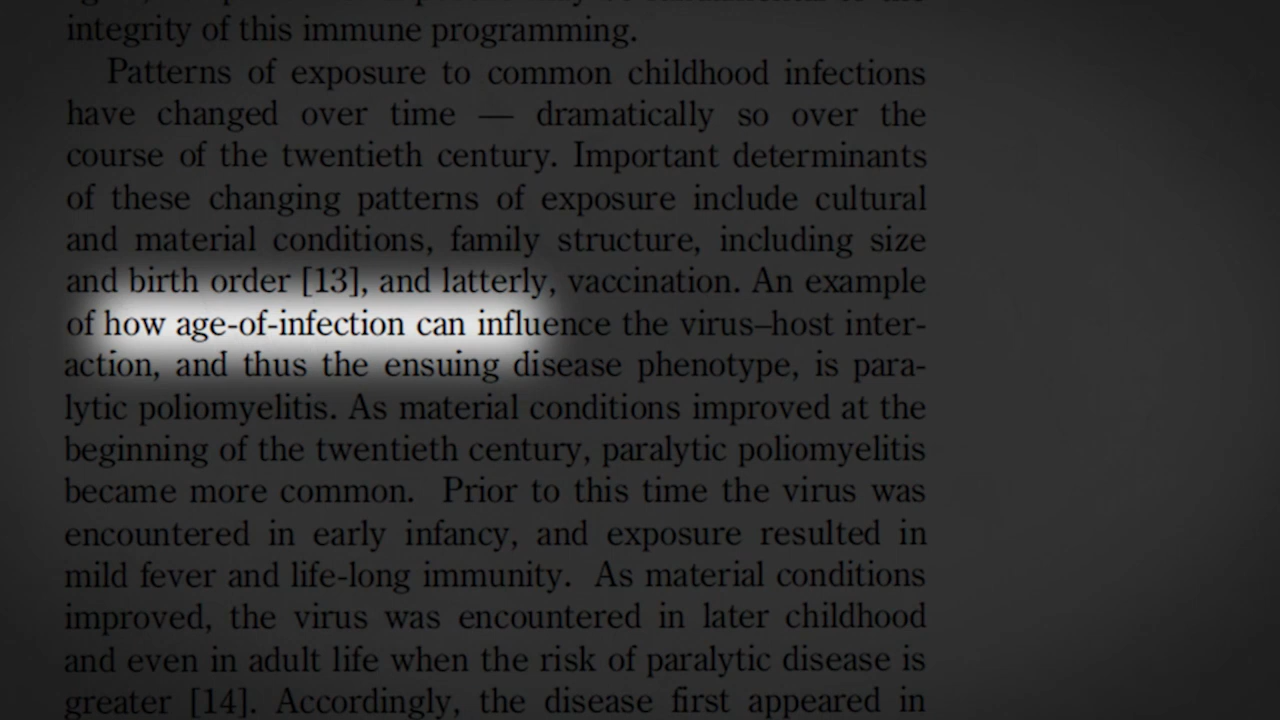 integrity of this immune programming.
Patterns of exposure to common childhood infections
have changed over time — dramatically so over the
course of the twentieth century. Important determinants
of these changing patterns of exposure include cultural
and material conditions, family structure, including size
and birth order [13], and latterly, vaccination. An example
of how age-of-infection can influence the virus–host inter-
action, and thus the ensuing disease phenotype, is para-
lytic poliomyelitis. As material conditions improved at the
beginning of the twentieth century, paralytic poliomyelitis
became more common. Prior to this time the virus was
encountered in early infancy, and exposure resulted in
mild fever and life-long immunity. As material conditions
improved, the virus was encountered in later childhood
and even in adult life when the risk of paralytic disease is
greater [14]. Accordingly, the disease first appeared in